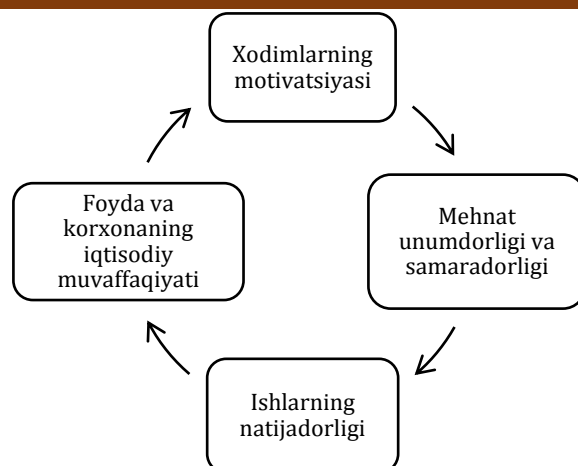 Xodimlarning
motivatsiyasi
Mehnat
unumdorligi va
samaradorligi
Ishlarning
natijadorligi
Foyda va
korxonaning
iqtisodiy
muvaffaqiyati